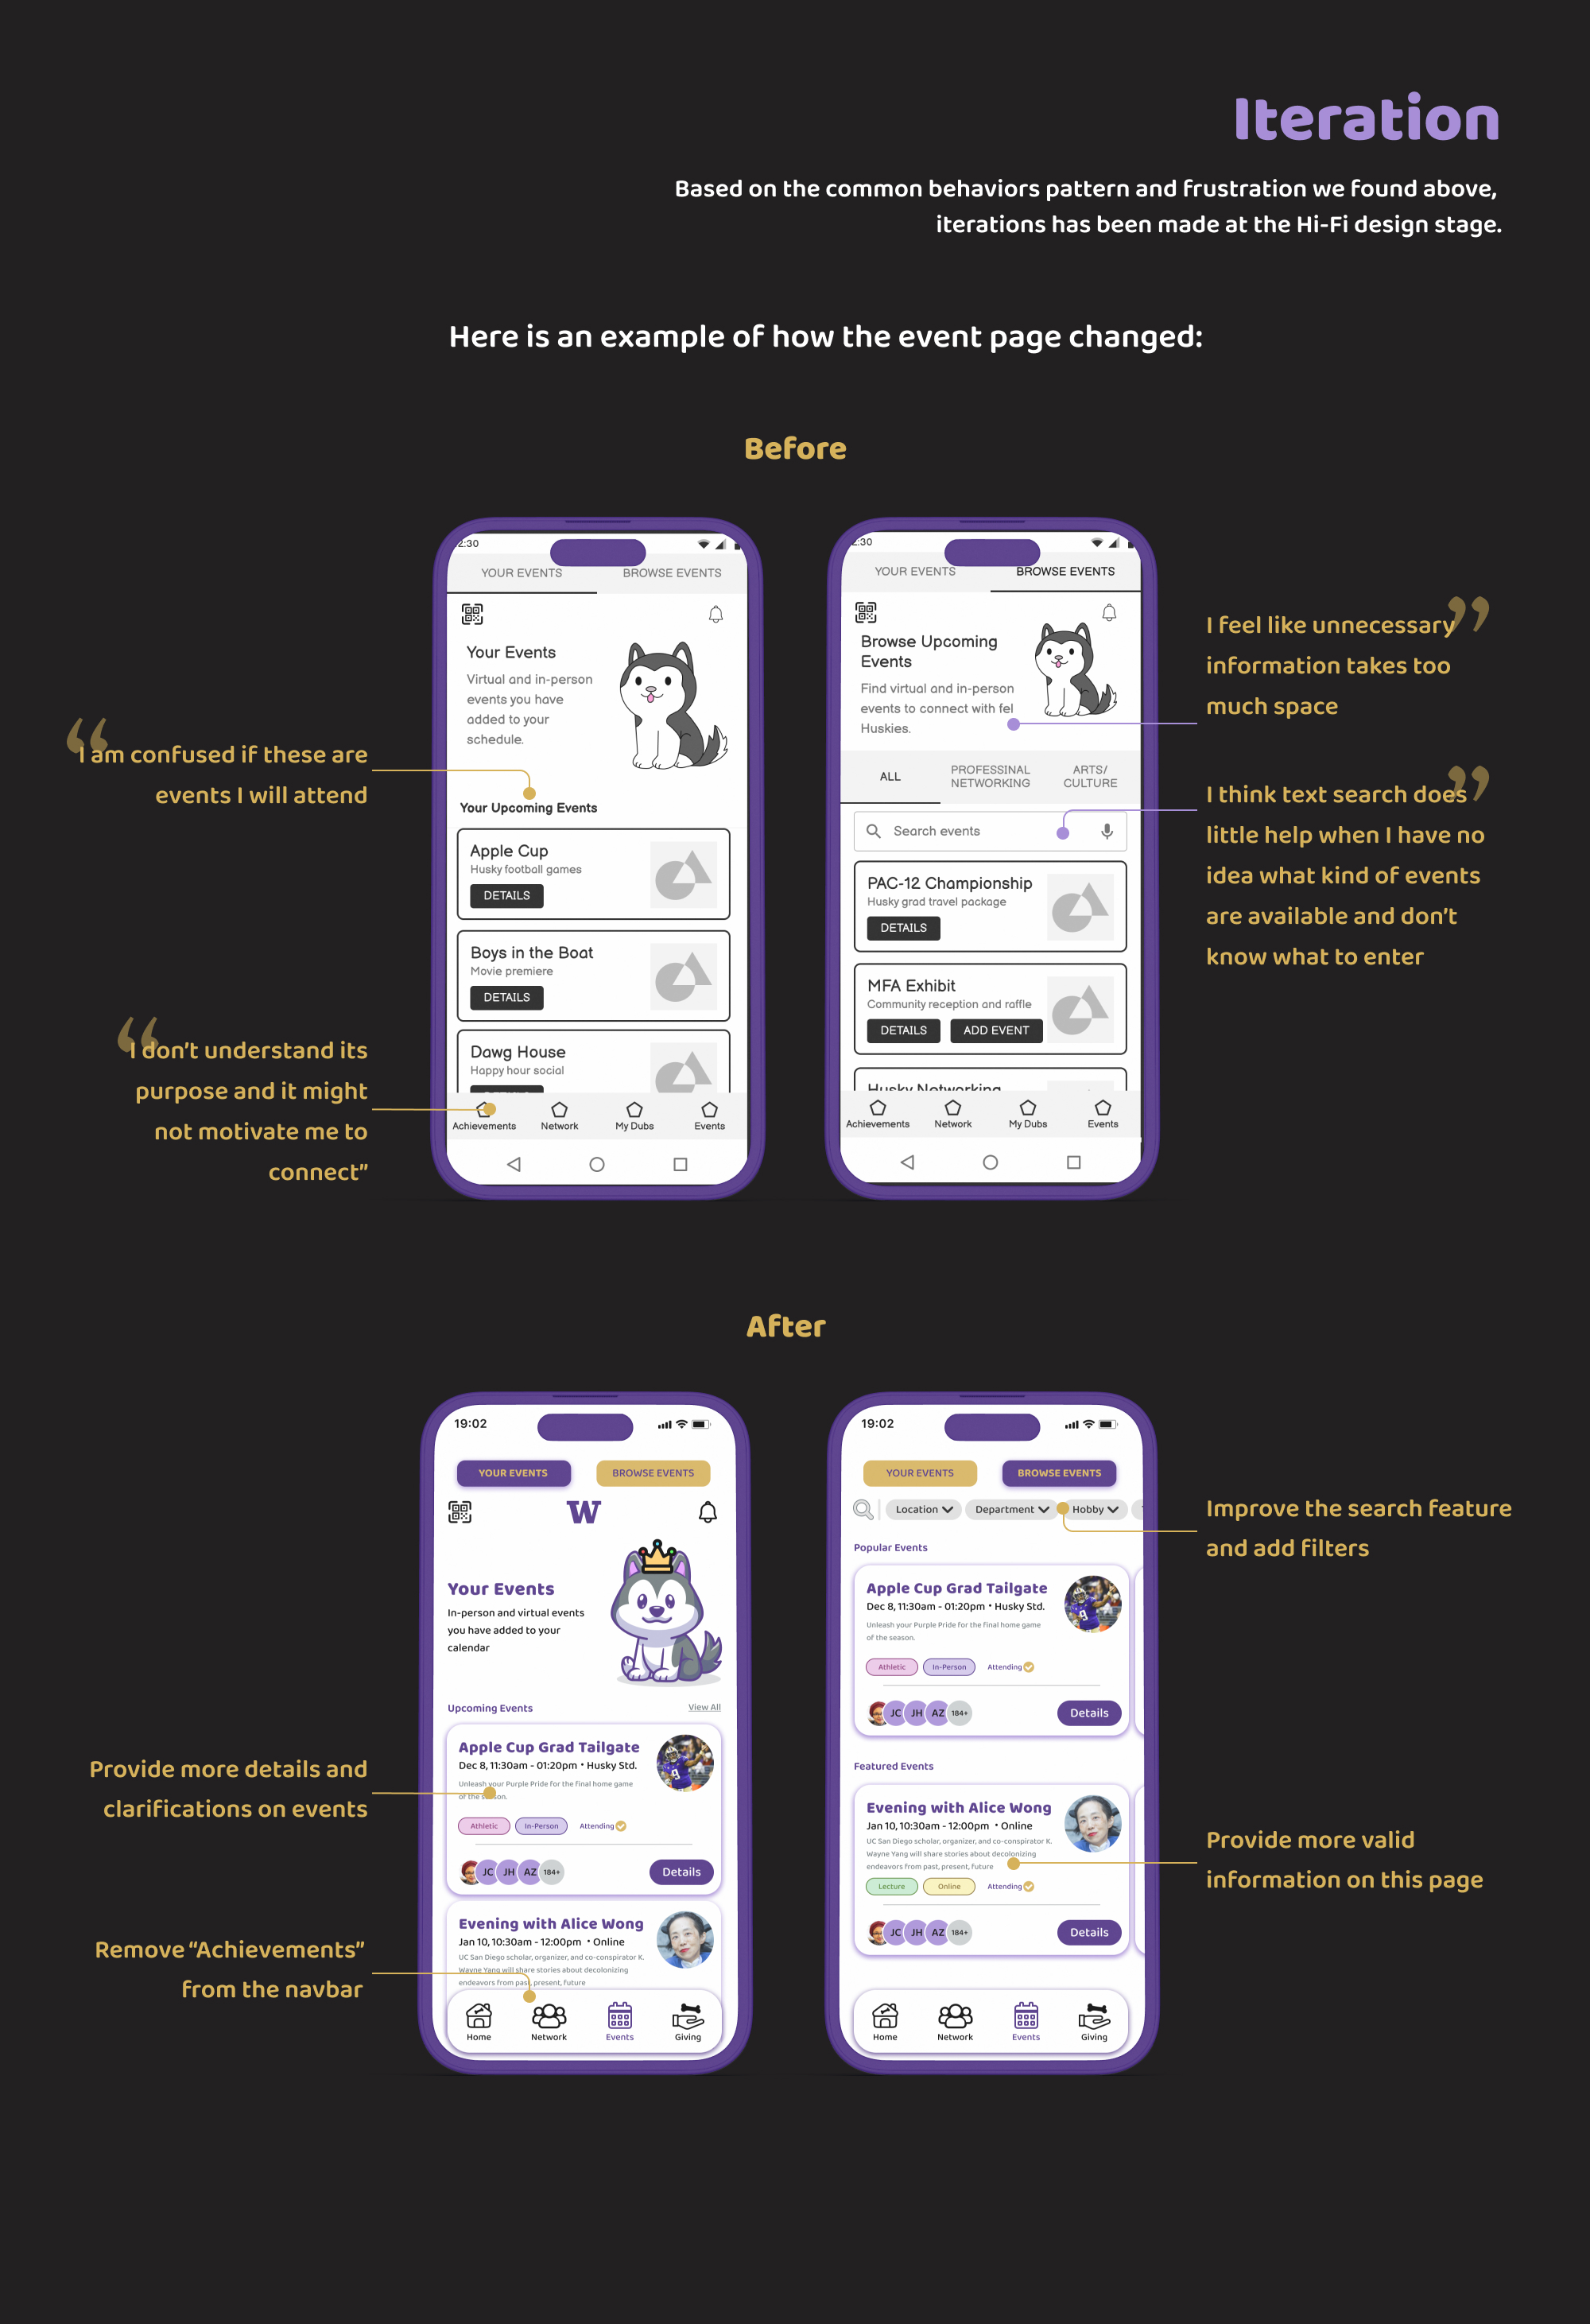 Iteration
Based on the common behaviors pattern and frustration we found above,
iterations has been made at the Hi-Fi design stage.
Here is an example of how the event page changed:
Before
2:30
YOUR EVENTS
BROWSE EVENTS
Your Events
Virtual and in-person
events you have
added to your
schedule.
Your Upcoming Events
Apple Cup
Husky football games
DETAILS
Boys in the Boat
Movie premiere
DETAILS
Dawg House
Happy hour social
Achievements
Network
My Dubs
Events
“
I am confused if these are
events I will attend
“
I don’t understand its
purpose and it might
not motivate me to
connect”
2:30
YOUR EVENTS
BROWSE EVENTS
Browse Upcoming
Events
Find virtual and in-person
events to connect with fel
Huskies.
ALL
PROFESSINAL
NETWORKING
ARTS/
CULTURE
Search events
PAC-12 Championship
Husky grad travel package
DETAILS
MFA Exhibit
Community reception and raffle
DETAILS
ADD EVENT
Husky Networking
Achievements
Network
My Dubs
Events
”
I feel like unnecessary
information takes too
much space
”
I think text search does
little help when I have no
idea what kind of events
are available and don’t
know what to enter
After
19:02
YOUR EVENTS
BROWSE EVENTS
W
Your Events
In-person and virtual events
you have added to your
calendar
Upcoming Events
View All
Apple Cup Grad Tailgate
Dec 8, 11:30am - 01:20pm • Husky Std.
Unleash your Purple Pride for the final home game
of the season.
Athletic
In-Person
Attending
JC
JH
AZ
184+
Details
Evening with Alice Wong
Jan 10, 10:30am - 12:00pm • Online
UC San Diego scholar, organizer, and co-conspirator K.
Wayne Yang will share stories about decolonizing
endeavors from past, present, future
Home
Network
Events
Giving
Provide more details and
clarifications on events
Remove “Achievements”
from the navbar
19:02
YOUR EVENTS
BROWSE EVENTS
Location
Department
Hobby
Popular Events
Apple Cup Grad Tailgate
Dec 8, 11:30am - 01:20pm • Husky Std.
Unleash your Purple Pride for the final home game
of the season.
Athletic
In-Person
Attending
JC
JH
AZ
184+
Details
Featured Events
Evening with Alice Wong
Jan 10, 10:30am - 12:00pm • Online
UC San Diego scholar, organizer, and co-conspirator K.
Wayne Yang will share stories about decolonizing
endeavors from past, present, future
Lecture
Online
Attending
JC
JH
AZ
184+
Details
Home
Network
Events
Giving
Improve the search feature
and add filters
Provide more valid
information on this page